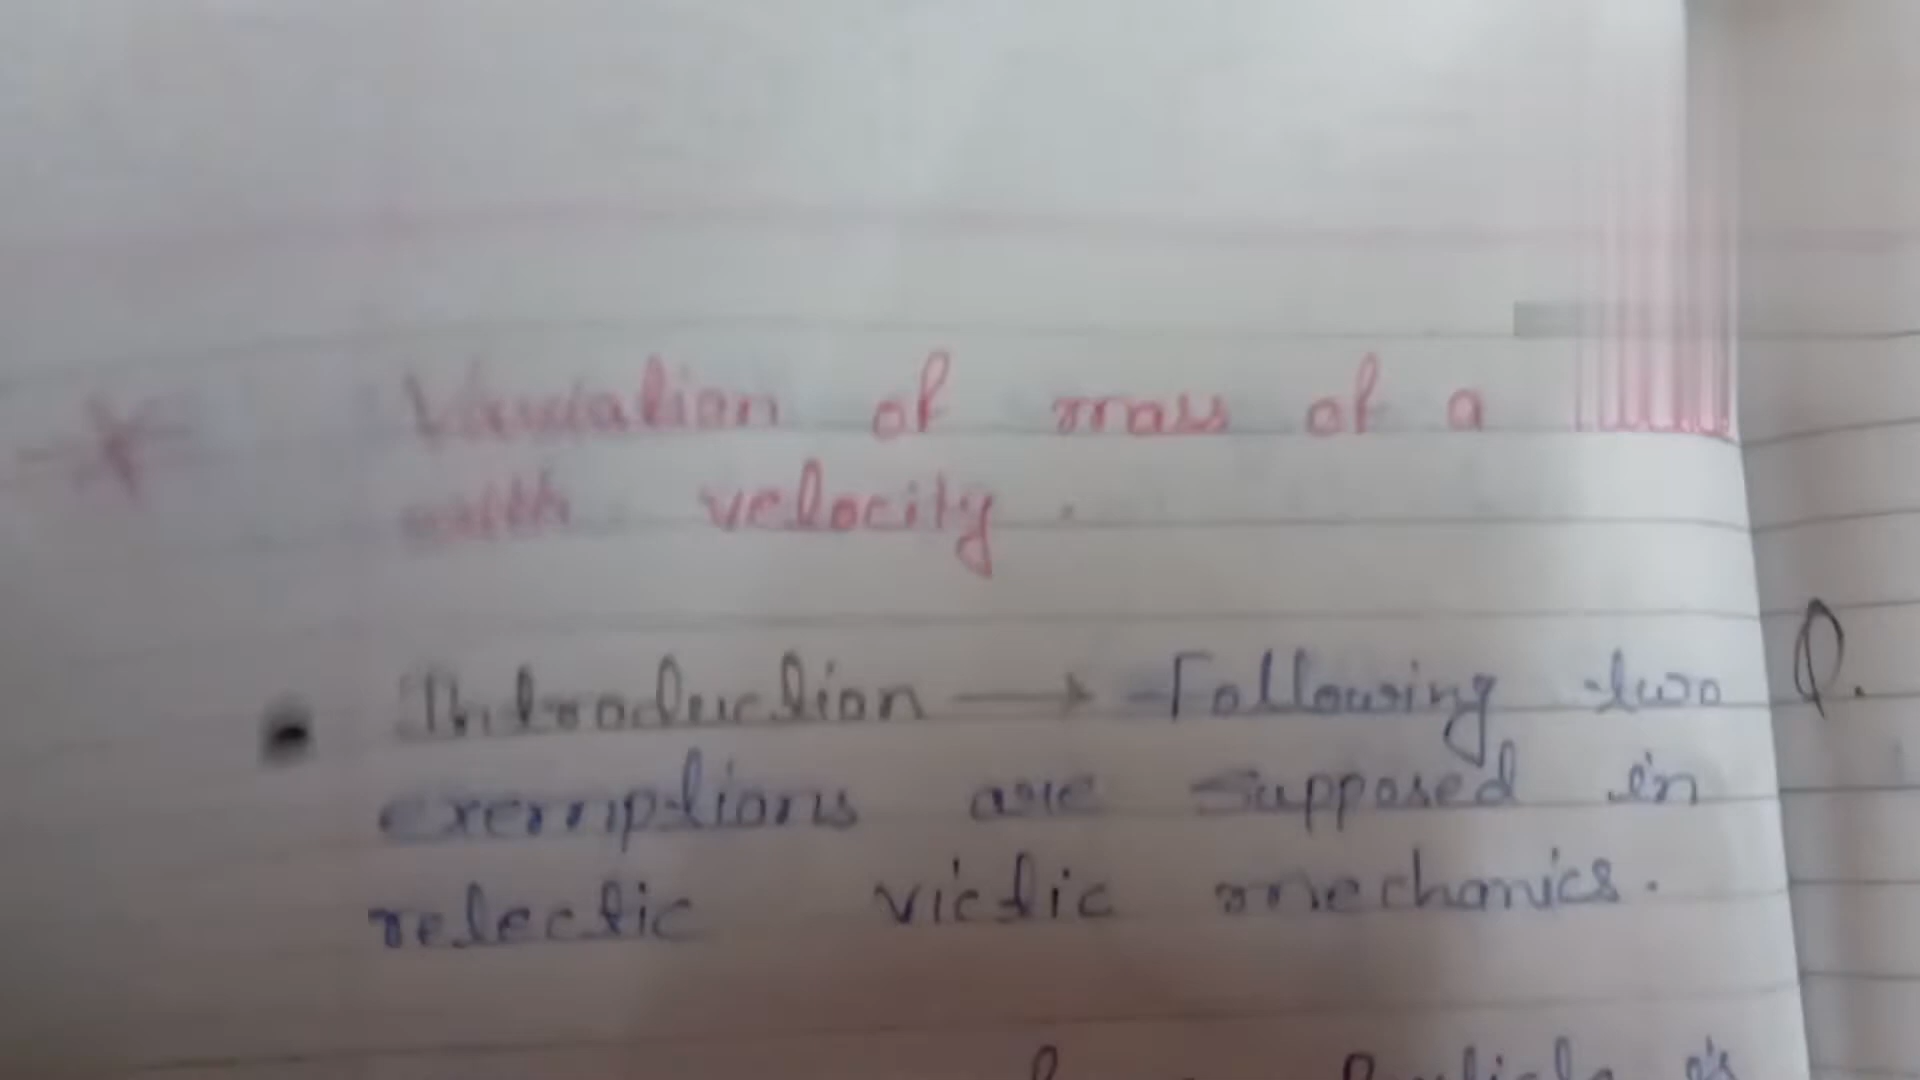 Variation of mass of a
with velocity.
Introduction → Following two
exemptions are supposed in
relectic victic mechanics.
Q.